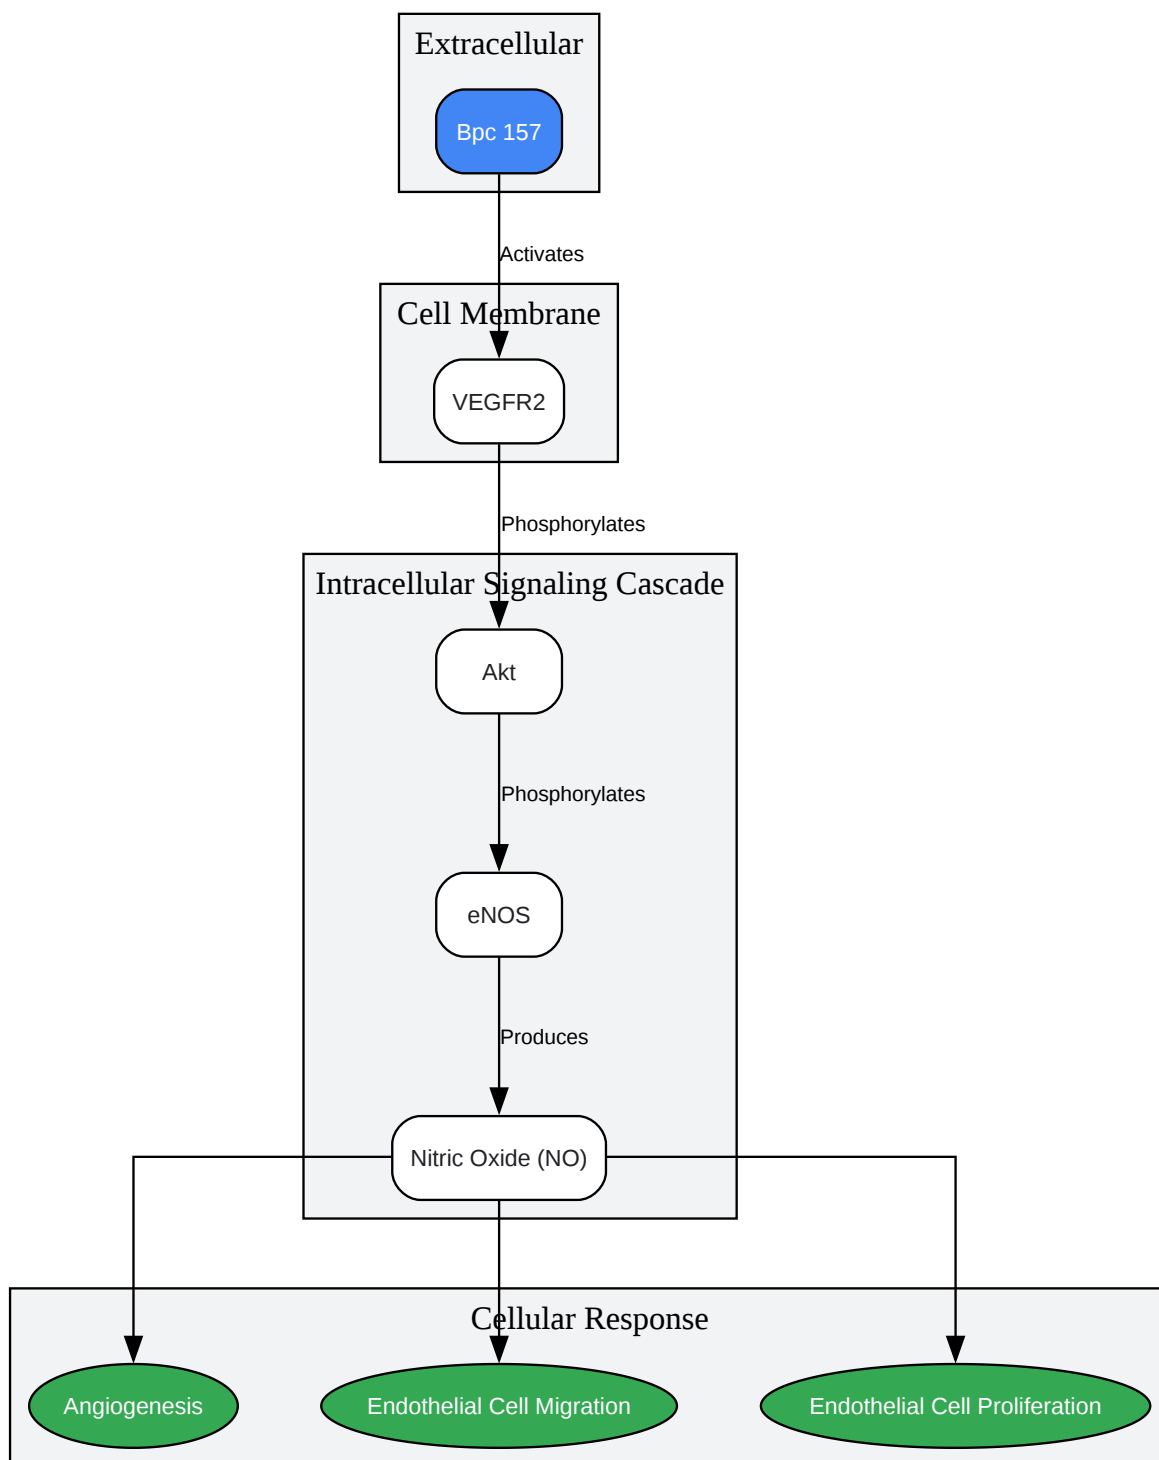 Extracellular
Bpc 157
Activates
Cell Membrane
VEGFR2
Phosphorylates
Intracellular Signaling Cascade
Akt
Phosphorylates
eNOS
Produces
Nitric Oxide (NO)
Cellular Response
Angiogenesis
Endothelial Cell Migration
Endothelial Cell Proliferation